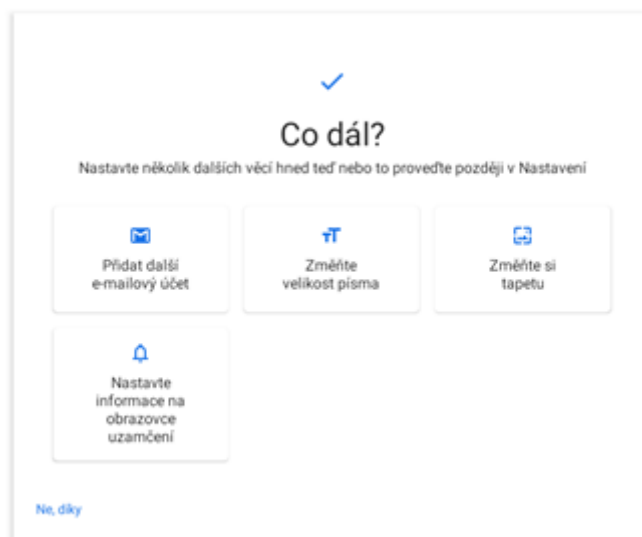 Co dál?
Nastavte několik dalších věcí hned teď nebo to proveďte později v Nastavení
Přidat další
e-mailový účet
Změňte
velikost písma
Změňte si
tapetu
Nastavte
informace na
obrazovce
uzamčení
Ne, díky